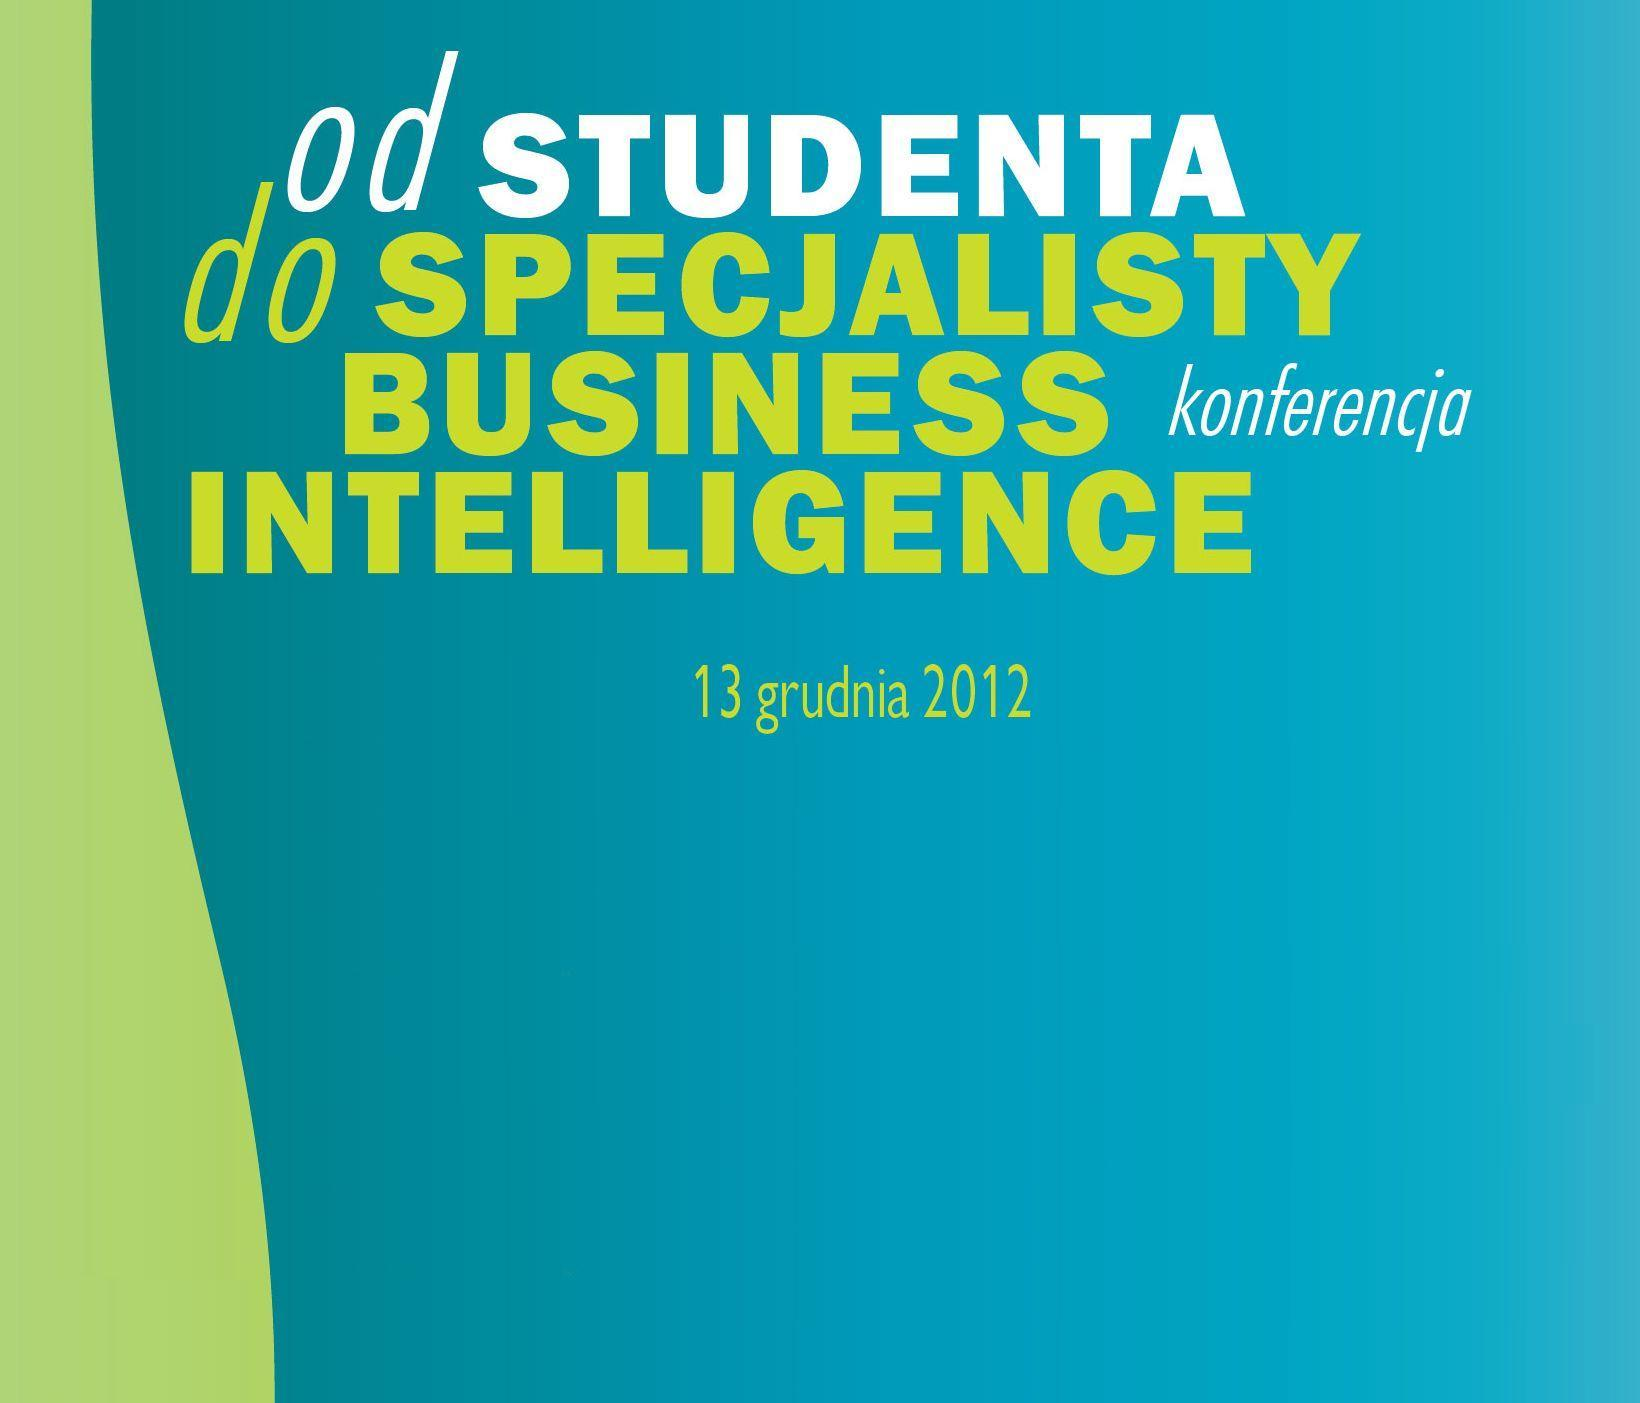 od STUDENTA
do SPECJALISTY
BUSINESS konferencja
INTELLIGENCE
13 grudnia 2012